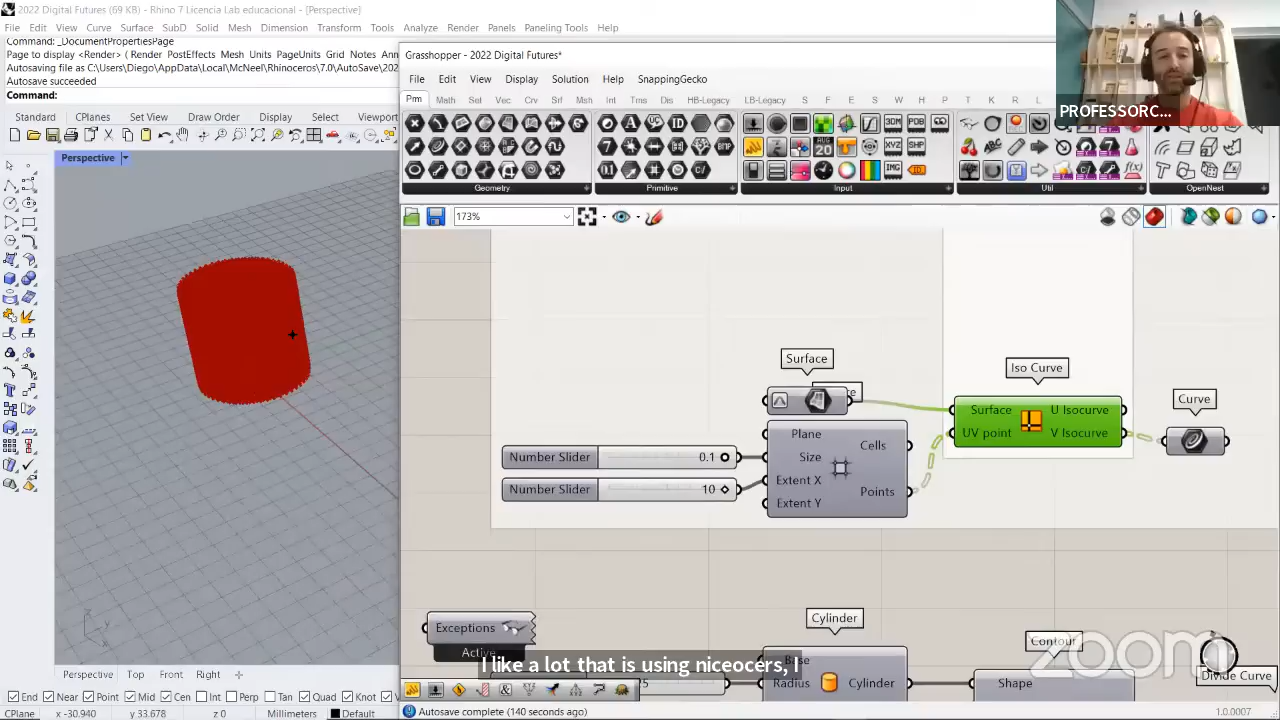 2022 Digital Futures (69 KB) - Rhino 7 Licencia Lab educacional - [Perspective]
File Edit View Curve Surface SubD Solid Mesh Dimension Transform Tools Analyze Render Panels Paneling Tools Help
Command: _DocumentPropertiesPage
Page to display <Render> ( Render PostEffects Mesh Units PageUnits Grid Notes Ann
Autosaving file as C:\Users\Diego\AppData\Local\McNeel\Rhinoceros\7.0\AutoSave\202
Autosave succeeded
Command:
Standard CPlanes Set View Draw Order Display Select Viewport
Perspective
Grasshopper - 2022 Digital Futures*
File Edit View Display Solution Help SnappingGecko
Prm Math Set Vec Crv Srf Msh Int Trns Dis HB-Legacy LB-Legacy S F E S W H P T K R L
Geometry Primitive Input Util OpenNest
173%
PROFESSORC...
Surface
Iso Curve
Curve
Surface U Isocurve
UV point V Isocurve
Plane
Size
Extent X
Extent Y
Cells
Points
Number Slider 0.1
Number Slider 10
Exceptions
Active
Cylinder
Contour
Base
Radius Cylinder
Shape
Divide Curve
zoom
I like a lot that is using niceocers, I
Perspective Top Front Right
End Near Point Mid Cen Int Perp Tan Quad Knot
CPlane x -30.940 y 33.678 z 0 Millimeters Default
Autosave complete (140 seconds ago)
1.0.0007